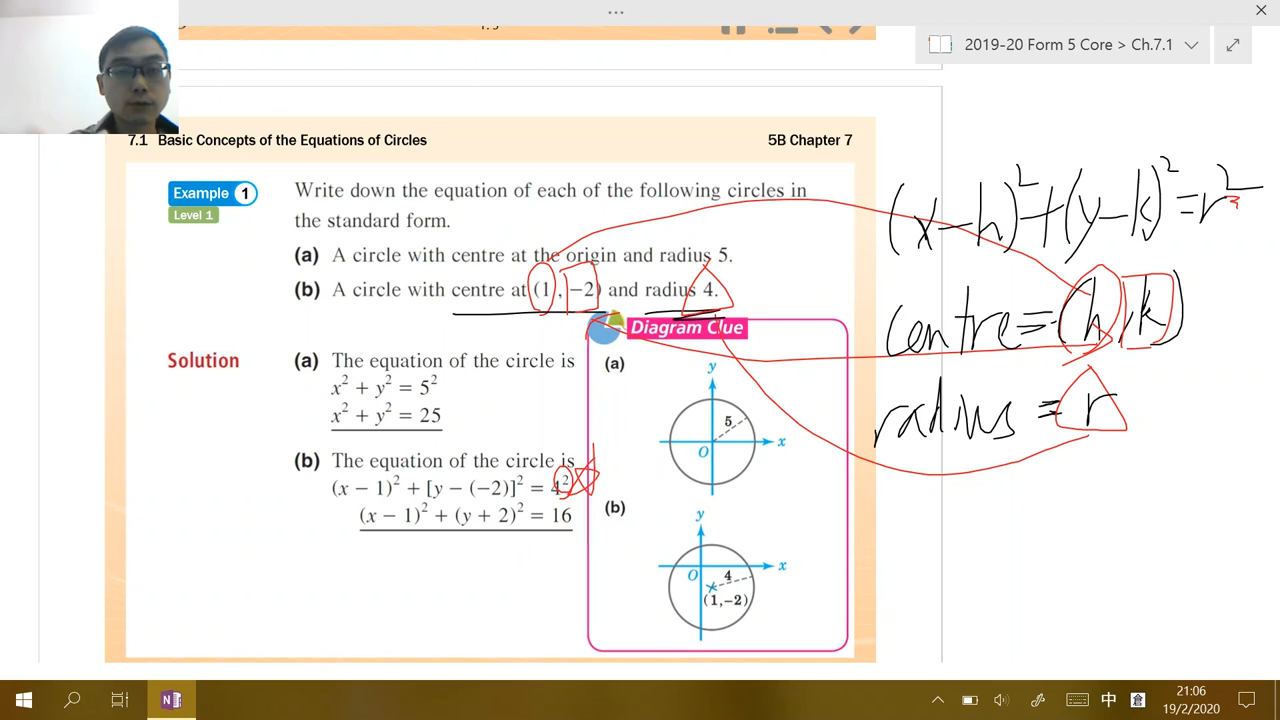 2019-20 Form 5 Core > Ch.7.1
7.1 Basic Concepts of the Equations of Circles
5B Chapter 7
Example 1
Level 1
Write down the equation of each of the following circles in
the standard form.
(a) A circle with centre at the origin and radius 5.
(b) A circle with centre at (1, −2) and radius 4.
Solution
(a) The equation of the circle is
x² + y² = 5²
x² + y² = 25
(b) The equation of the circle is
(x − 1)² + [y − (−2)]² = 4²
(x − 1)² + (y + 2)² = 16
Diagram Clue
(a)
y
5
O
x
(b)
y
O
4
x
(1,−2)
(x−h)²+(y−k)²=r²
centre=(h,k)
radius=r
中
倉
21:06
19/2/2020